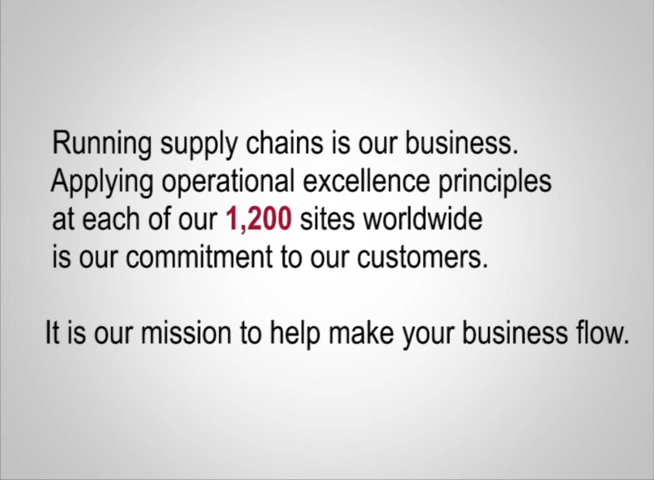 Running supply chains is our business.
Applying operational excellence principles
at each of our 1,200 sites worldwide
is our commitment to our customers.
It is our mission to help make your business flow.